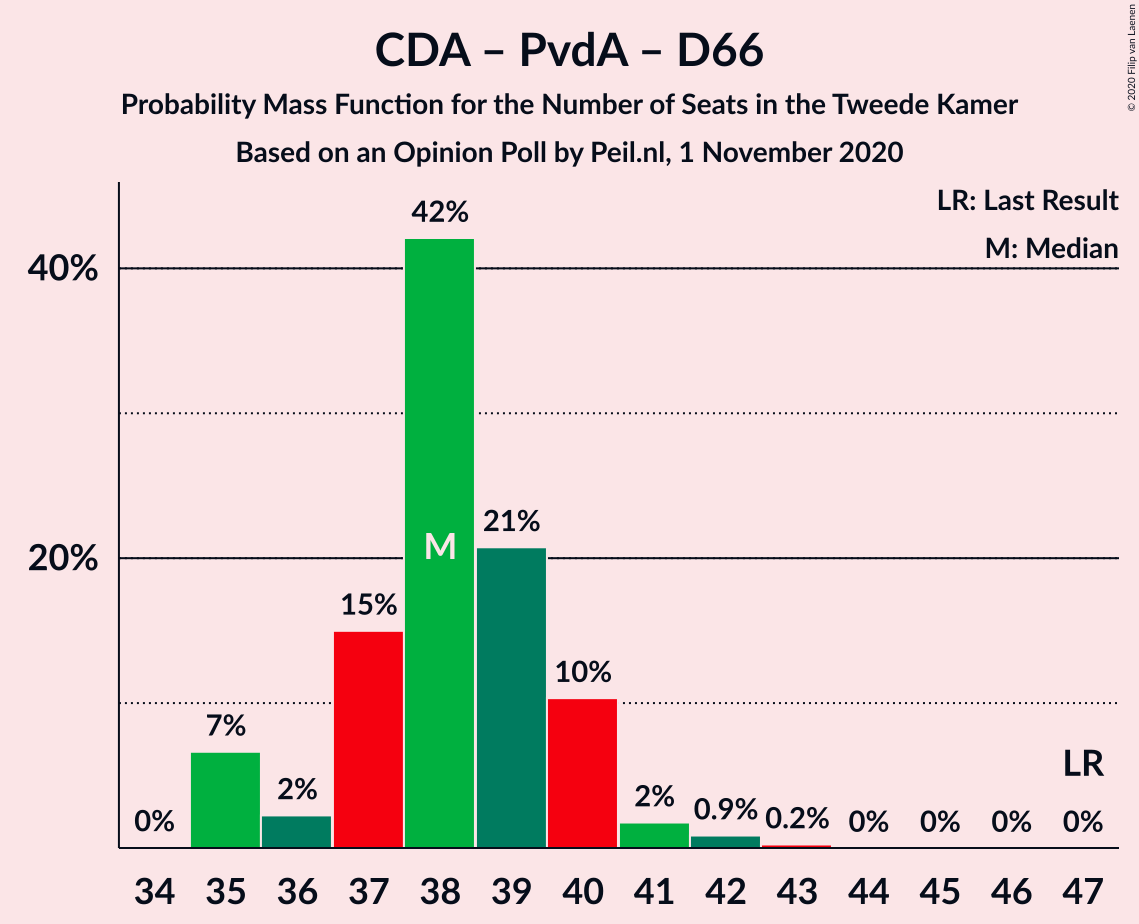 CDA – PvdA – D66
Probability Mass Function for the Number of Seats in the Tweede Kamer
Based on an Opinion Poll by Peil.nl, 1 November 2020
© 2020 Filip van Laenen
LR: Last Result
M: Median
40%
20%
0%
7%
2%
15%
42%
M
21%
10%
2%
0.9%
0.2%
0%
0%
0%
LR
0%
34 35 36 37 38 39 40 41 42 43 44 45 46 47